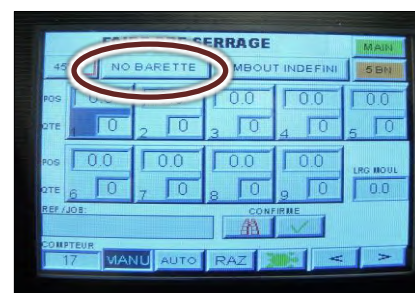 SERRAGE MAIN
45 NO BARETTE MBOUT INDEFINI 5 BN
POS 0.0 0.0 0.0 0.0
QTE 1 0 2 0 3 0 4 0 5 0
POS 0.0 0.0 0.0 0.0 LRG MOUL
QTE 6 0 7 0 8 0 9 0 0.0
REF / JOB: CONFIRME
COMPTEUR
17 MANU AUTO RAZ < >